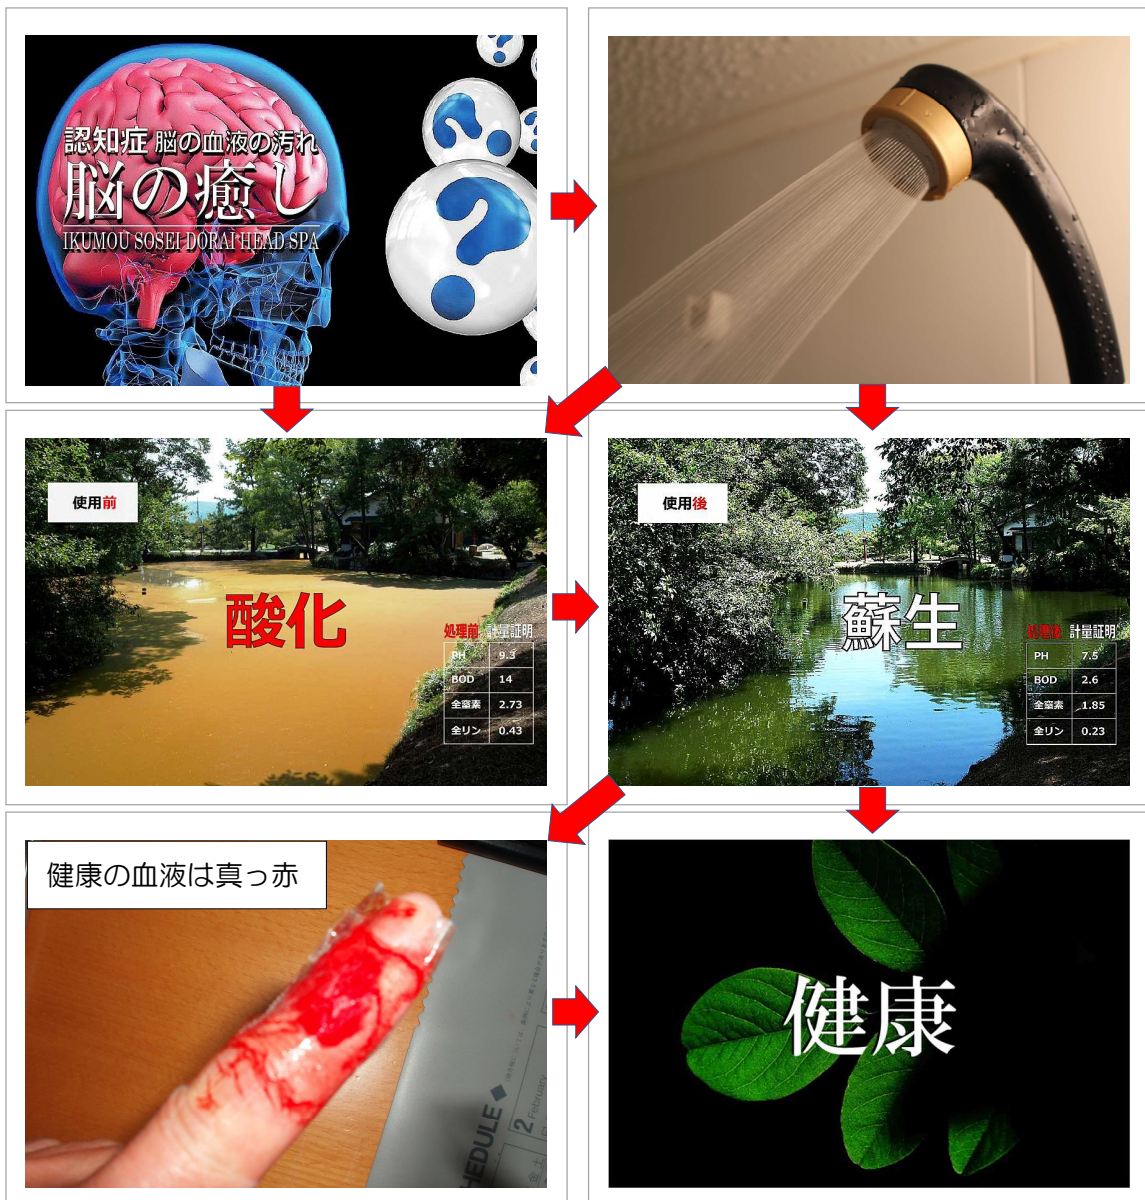 認知症 脳の血液の汚れ
脳の癒し
IKUMOU SOSEI DORAI HEAD SPA
使用前
酸化
処理前 計量証明
PH 9.3
BOD 14
全窒素 2.73
全リン 0.43
使用後
蘇生
処理後 計量証明
PH 7.5
BOD 2.6
全窒素 1.85
全リン 0.23
健康の血液は真っ赤
HEDULE
2 February
金 土
健康